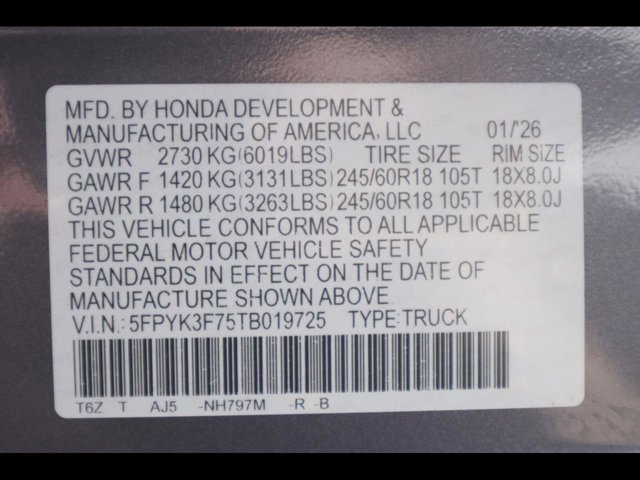 MFD. BY HONDA DEVELOPMENT &
MANUFACTURING OF AMERICA, LLC 01/'26
GVWR 2730 KG(6019LBS) TIRE SIZE RIM SIZE
GAWR F 1420 KG(3131LBS) 245/60R18 105T 18X8.0J
GAWR R 1480 KG(3263LBS) 245/60R18 105T 18X8.0J
THIS VEHICLE CONFORMS TO ALL APPLICABLE
FEDERAL MOTOR VEHICLE SAFETY
STANDARDS IN EFFECT ON THE DATE OF
MANUFACTURE SHOWN ABOVE.
V.I.N.: 5FPYK3F75TB019725 TYPE:TRUCK
T6Z T AJ5 -NH797M -R -B